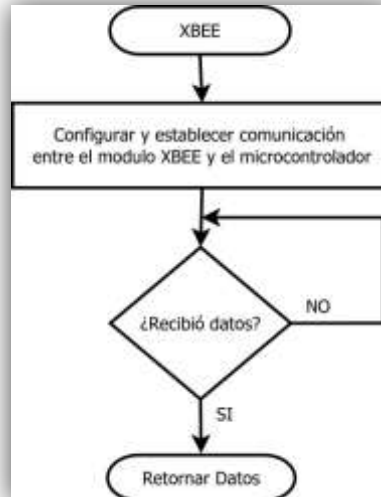 XBEE
Configurar y establecer comunicación
entre el modulo XBEE y el microcontrolador
¿Recibió datos?
NO
SI
Retornar Datos